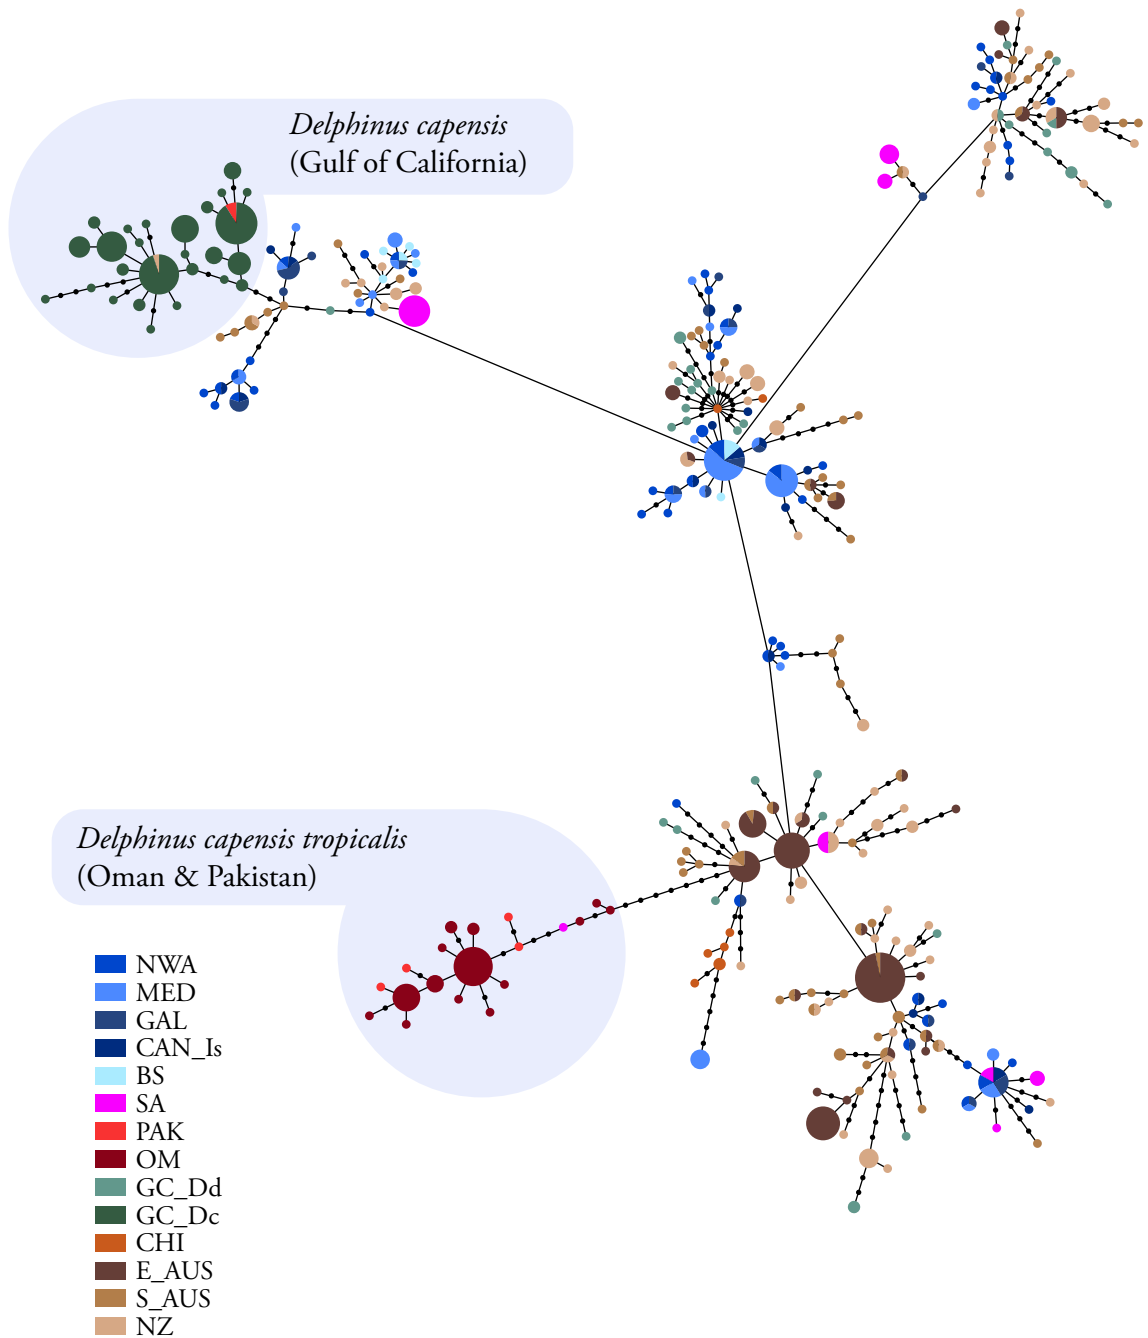 Delphinus capensis
(Gulf of California)
Delphinus capensis tropicalis
(Oman & Pakistan)
NWA
MED
GAL
CAN_Is
BS
SA
PAK
OM
GC_Dd
GC_Dc
CHI
E_AUS
S_AUS
NZ